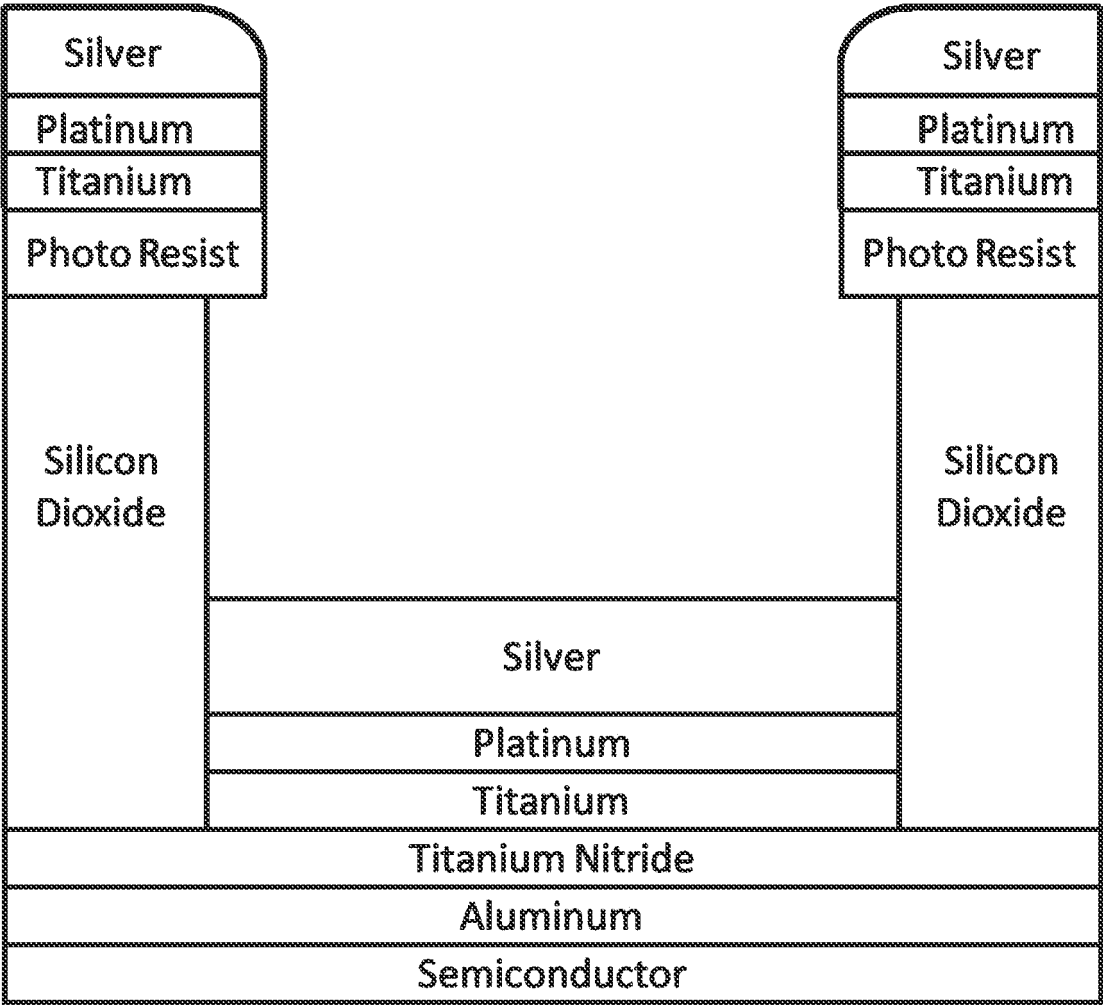 Silver
Silver
Platinum
Platinum
Titanium
Titanium
Photo Resist
Photo Resist
Silicon
Dioxide
Silicon
Dioxide
Silver
Platinum
Titanium
Titanium Nitride
Aluminum
Semiconductor